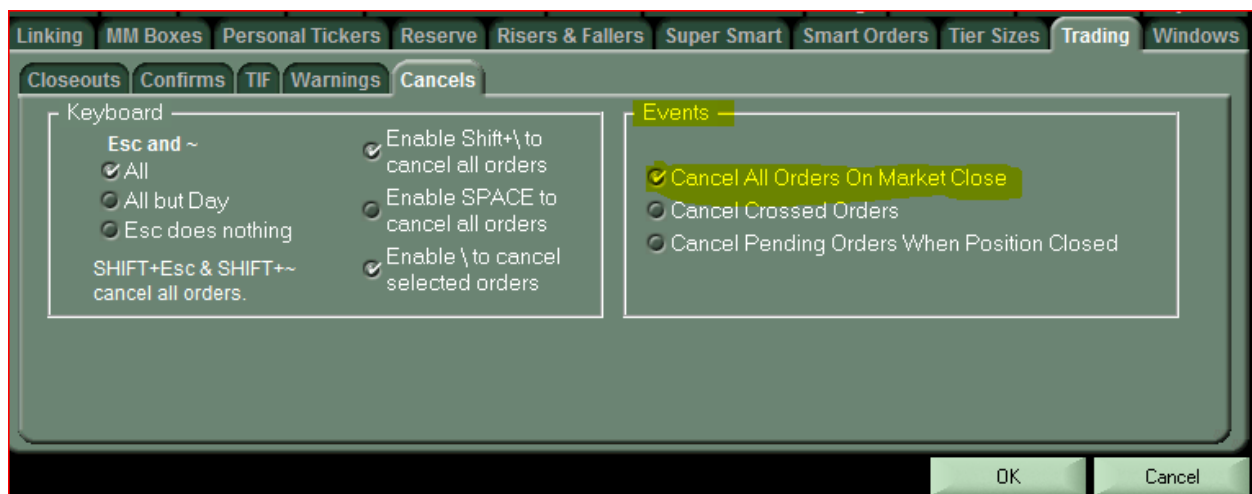 Linking MM Boxes Personal Tickers Reserve Risers & Fallers Super Smart Smart Orders Tier Sizes Trading Windows
Closeouts Confirms TIF Warnings Cancels
Keyboard
Esc and ~
All
All but Day
Esc does nothing
SHIFT+Esc & SHIFT+~
cancel all orders.
Enable Shift+\ to
cancel all orders
Enable SPACE to
cancel all orders
Enable \ to cancel
selected orders
Events
Cancel All Orders On Market Close
Cancel Crossed Orders
Cancel Pending Orders When Position Closed
OK Cancel